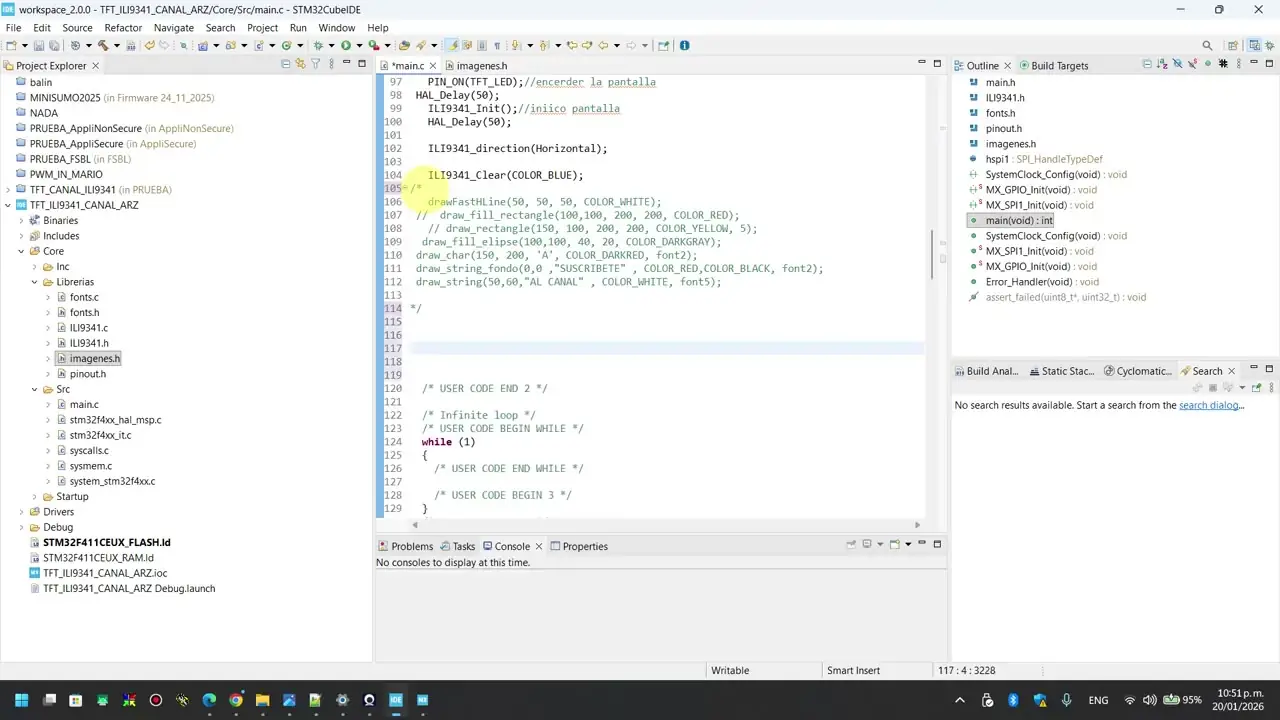 workspace_2.0.0 - TFT_ILI9341_CANAL_ARZ/Core/Src/main.c - STM32CubeIDE
File Edit Source Refactor Navigate Search Project Run Window Help
Project Explorer
balin
MINISUMO2025 (in Firmware 24_11_2025)
NADA
PRUEBA_AppliNonSecure (in AppliNonSecure)
PRUEBA_AppliSecure (in AppliSecure)
PRUEBA_FSBL (in FSBL)
PWM_IN_MARIO
TFT_CANAL_ILI9341 (in PRUEBA)
TFT_ILI9341_CANAL_ARZ
Binaries
Includes
Core
Inc
Librerias
fonts.c
fonts.h
ILI9341.c
ILI9341.h
imagenes.h
pinout.h
Src
main.c
stm32f4xx_hal_msp.c
stm32f4xx_it.c
syscalls.c
sysmem.c
system_stm32f4xx.c
Startup
Drivers
Debug
STM32F411CEUX_FLASH.ld
STM32F411CEUX_RAM.ld
TFT_ILI9341_CANAL_ARZ.ioc
TFT_ILI9341_CANAL_ARZ Debug.launch
*main.c imagenes.h
97 PIN_ON(TFT_LED);//encerder la pantalla
98 HAL_Delay(50);
99 ILI9341_Init();//iniico pantalla
100 HAL_Delay(50);
101
102 ILI9341_direction(Horizontal);
103
104 ILI9341_Clear(COLOR_BLUE);
105 /*
106 drawFastHLine(50, 50, 50, COLOR_WHITE);
107 // draw_fill_rectangle(100,100, 200, 200, COLOR_RED);
108 // draw_rectangle(150, 100, 200, 200, COLOR_YELLOW, 5);
109 draw_fill_elipse(100,100, 40, 20, COLOR_DARKGRAY);
110 draw_char(150, 200, 'A', COLOR_DARKRED, font2);
111 draw_string_fondo(0,0 ,"SUSCRIBETE" , COLOR_RED,COLOR_BLACK, font2);
112 draw_string(50,60,"AL CANAL" , COLOR_WHITE, font5);
113
114 */
115
116
117
118
119
120 /* USER CODE END 2 */
121
122 /* Infinite loop */
123 /* USER CODE BEGIN WHILE */
124 while (1)
125 {
126 /* USER CODE END WHILE */
127
128 /* USER CODE BEGIN 3 */
129 }
Problems Tasks Console Properties
No consoles to display at this time.
Outline Build Targets
main.h
ILI9341.h
fonts.h
pinout.h
imagenes.h
hspi1 : SPI_HandleTypeDef
SystemClock_Config(void) : void
MX_GPIO_Init(void) : void
MX_SPI1_Init(void) : void
main(void) : int
SystemClock_Config(void) : void
MX_SPI1_Init(void) : void
MX_GPIO_Init(void) : void
Error_Handler(void) : void
assert_failed(uint8_t*, uint32_t) : void
Build Anal... Static Stac... Cyclomatic... Search
No search results available. Start a search from the search dialog...
Writable Smart Insert 117 : 4 : 3228
ENG 95% 10:51 p. m.
20/01/2026